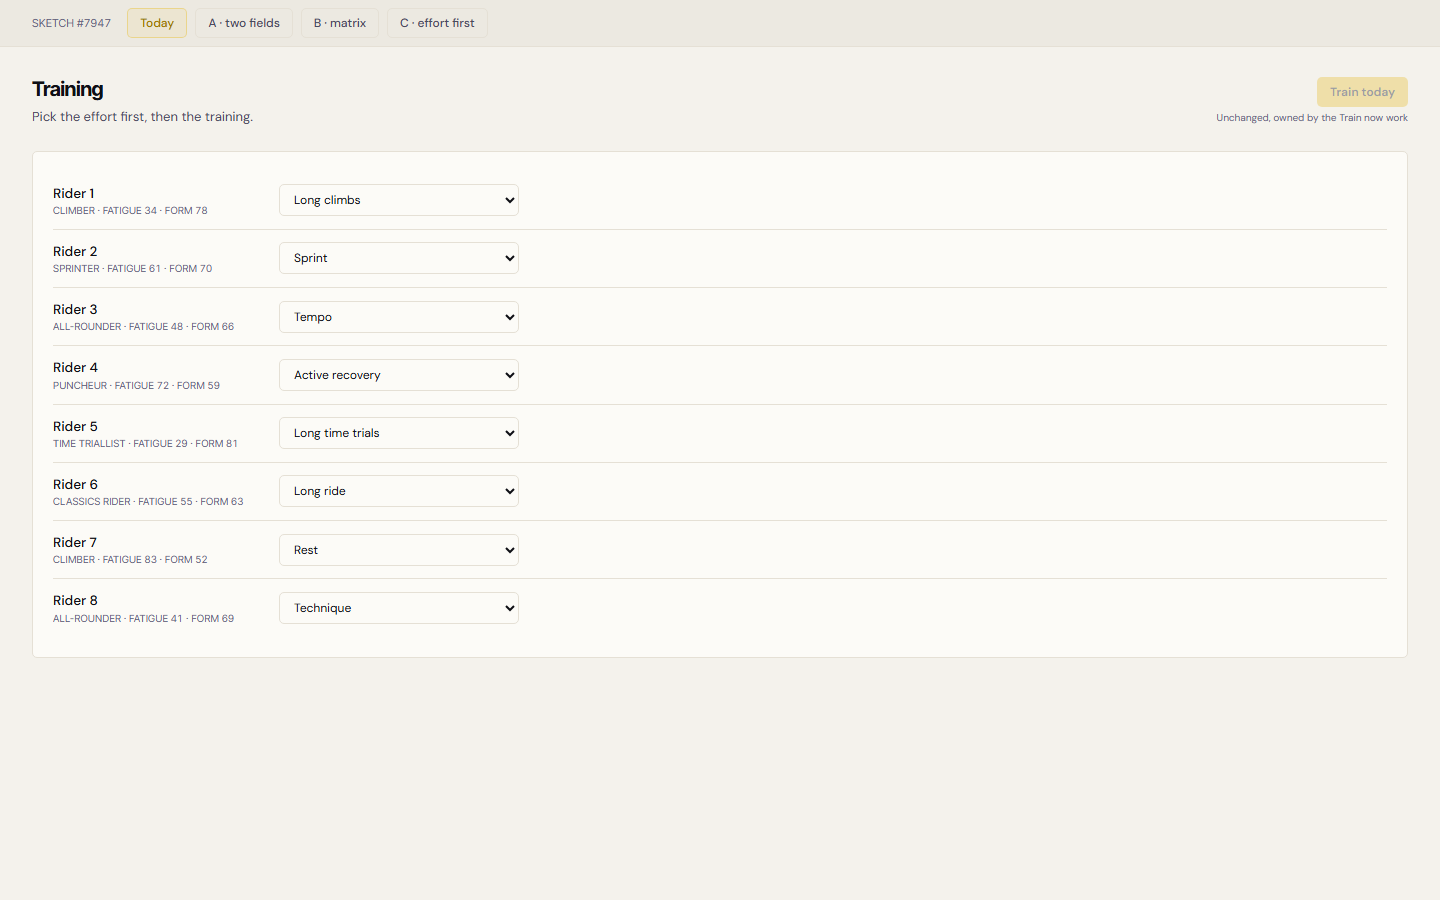 SKETCH #7947
Today
A · two fields
B · matrix
C · effort first
Training
Pick the effort first, then the training.
Train today
Unchanged, owned by the Train now work
Rider 1
CLIMBER · FATIGUE 34 · FORM 78
Long climbs
Rider 2
SPRINTER · FATIGUE 61 · FORM 70
Sprint
Rider 3
ALL-ROUNDER · FATIGUE 48 · FORM 66
Tempo
Rider 4
PUNCHEUR · FATIGUE 72 · FORM 59
Active recovery
Rider 5
TIME TRIALLIST · FATIGUE 29 · FORM 81
Long time trials
Rider 6
CLASSICS RIDER · FATIGUE 55 · FORM 63
Long ride
Rider 7
CLIMBER · FATIGUE 83 · FORM 52
Rest
Rider 8
ALL-ROUNDER · FATIGUE 41 · FORM 69
Technique